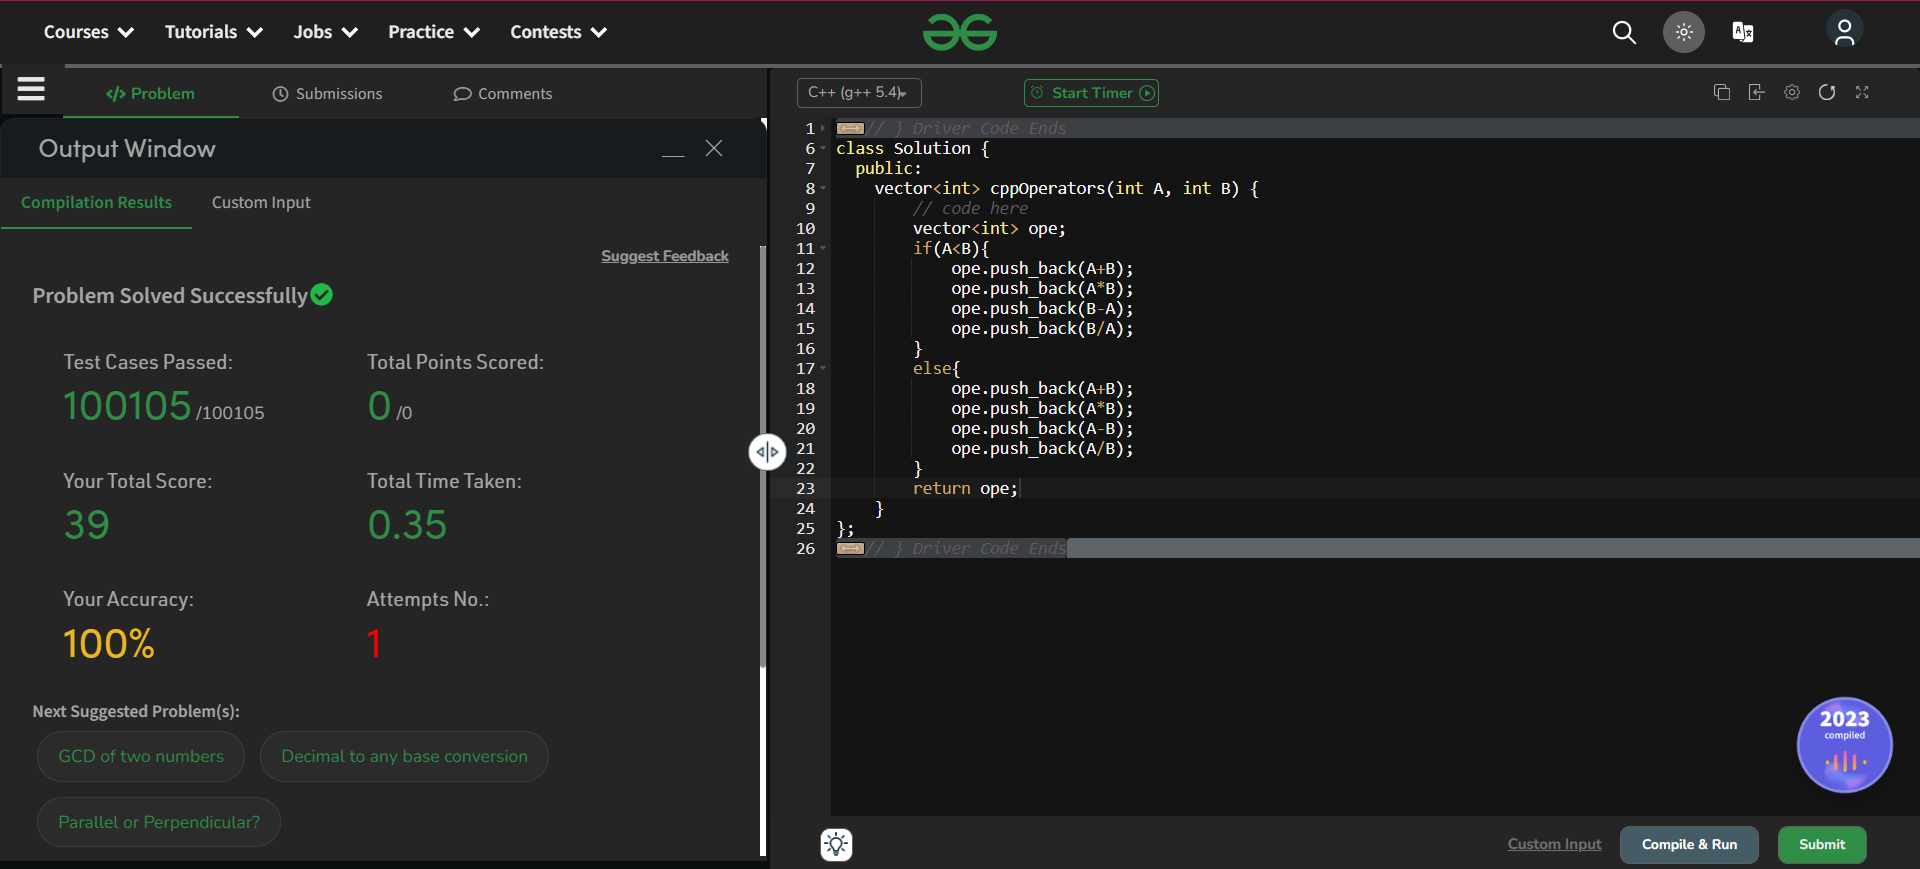 Courses Tutorials Jobs Practice Contests
</> Problem Submissions Comments
Output Window
Compilation Results Custom Input
Suggest Feedback
Problem Solved Successfully
Test Cases Passed: Total Points Scored:
100105 /100105 0 /0
Your Total Score: Total Time Taken:
39 0.35
Your Accuracy: Attempts No.:
100% 1
Next Suggested Problem(s):
GCD of two numbers Decimal to any base conversion
Parallel or Perpendicular?
C++ (g++ 5.4) Start Timer
1 // } Driver Code Ends
6 class Solution {
7 public:
8 vector<int> cppOperators(int A, int B) {
9 // code here
10 vector<int> ope;
11 if(A<B){
12 ope.push_back(A+B);
13 ope.push_back(A*B);
14 ope.push_back(B-A);
15 ope.push_back(B/A);
16 }
17 else{
18 ope.push_back(A+B);
19 ope.push_back(A*B);
20 ope.push_back(A-B);
21 ope.push_back(A/B);
22 }
23 return ope;
24 }
25 };
26 // } Driver Code Ends
2023
compiled
Custom Input Compile & Run Submit